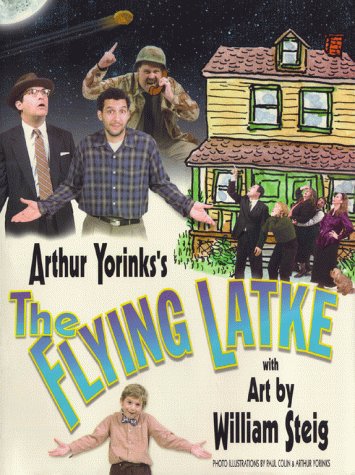 Arthur Yorinks's
The FLYING LATKE
with
Art by
William Steig
PHOTO ILLUSTRATIONS BY PAUL COLIN & ARTHUR YORINKS